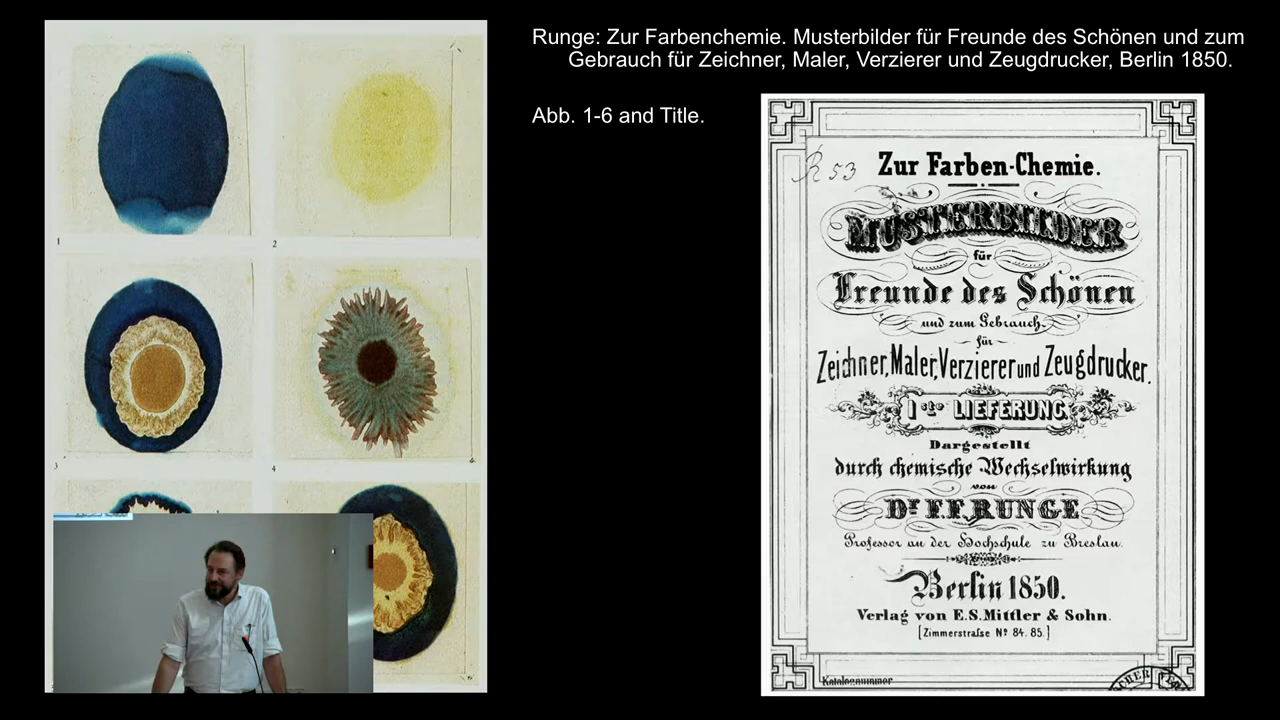 Runge: Zur Farbenchemie. Musterbilder für Freunde des Schönen und zum
Gebrauch für Zeichner, Maler, Verzierer und Zeugdrucker, Berlin 1850.
Abb. 1-6 and Title.
1
2
3
4
R 53
Zur Farben-Chemie.
MUSTERBILDER
für
Freunde des Schönen
und zum Gebrauch
für
Zeichner, Maler, Verzierer und Zeugdrucker.
1ste LIEFERUNG
Dargestellt
durch chemische Wechselwirkung
von
Dr F. F. RUNGE
Professor an der Hochschule zu Breslau.
Berlin 1850.
Verlag von E.S. Mittler & Sohn.
[Zimmerstraſse No 84. 85.]
Katalognummer